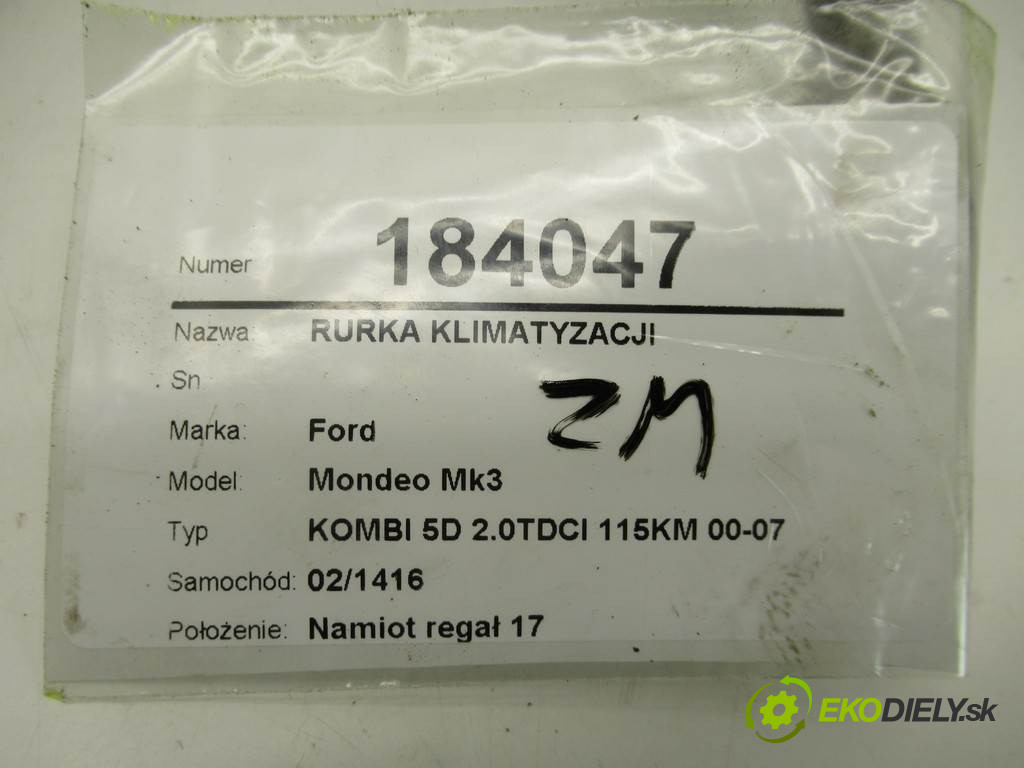 Numer 184047
Nazwa: RURKA KLIMATYZACJI
Sn
ZM
Marka: Ford
Model: Mondeo Mk3
Typ KOMBI 5D 2.0TDCI 115KM 00-07
Samochód: 02/1416
Położenie: Namiot regał 17
EKODIELY.sk